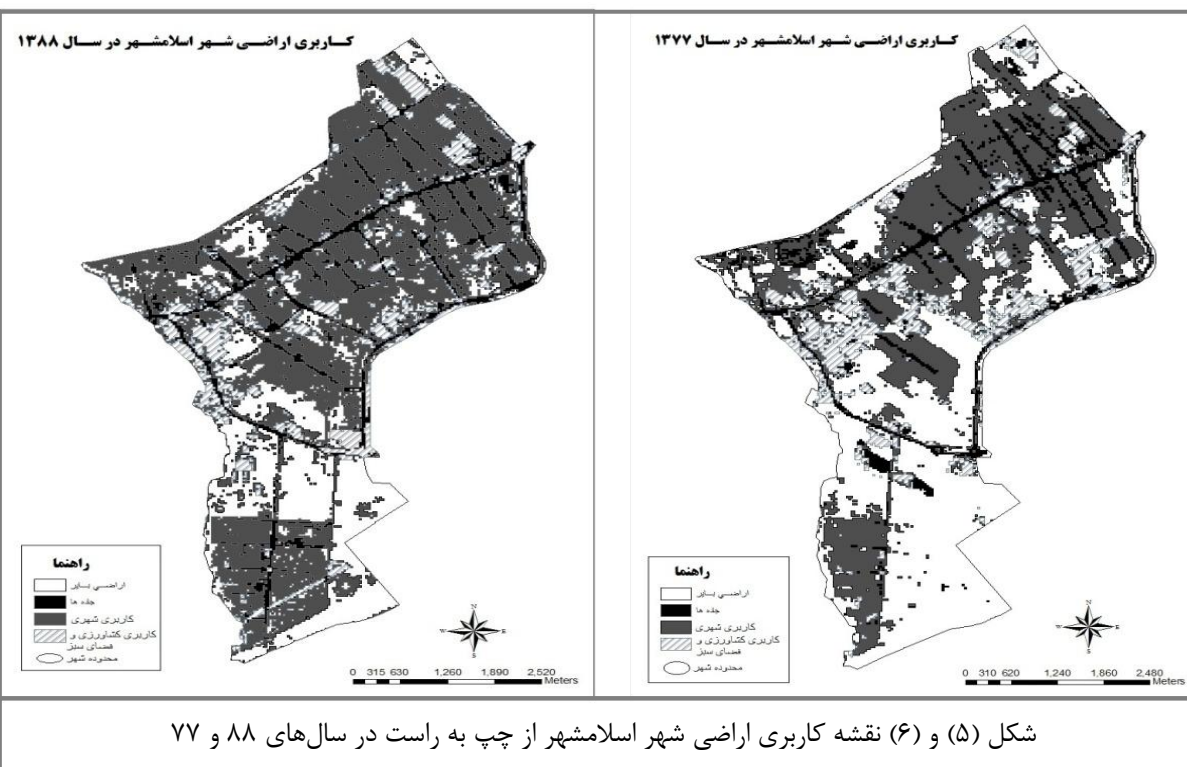 کاربری اراضی شهر اسلامشهر در سال ۱۳۸۸
N
W
E
S
راهنما
اراضی بایر
جاده ها
کاربری شهری
کاربری کشاورزی و
فضای سبز
محدوده شهر
0 315 630 1,260 1,890 2,520
Meters
کاربری اراضی شهر اسلامشهر در سال ۱۳۷۷
N
W
E
S
راهنما
اراضی بایر
جاده ها
کاربری شهری
کاربری کشاورزی و
فضای سبز
محدوده شهر
0 310 620 1,240 1,860 2,480
Meters
شکل (۵) و (۶) نقشه کاربری اراضی شهر اسلامشهر از چپ به راست در سال‌های ۸۸ و ۷۷